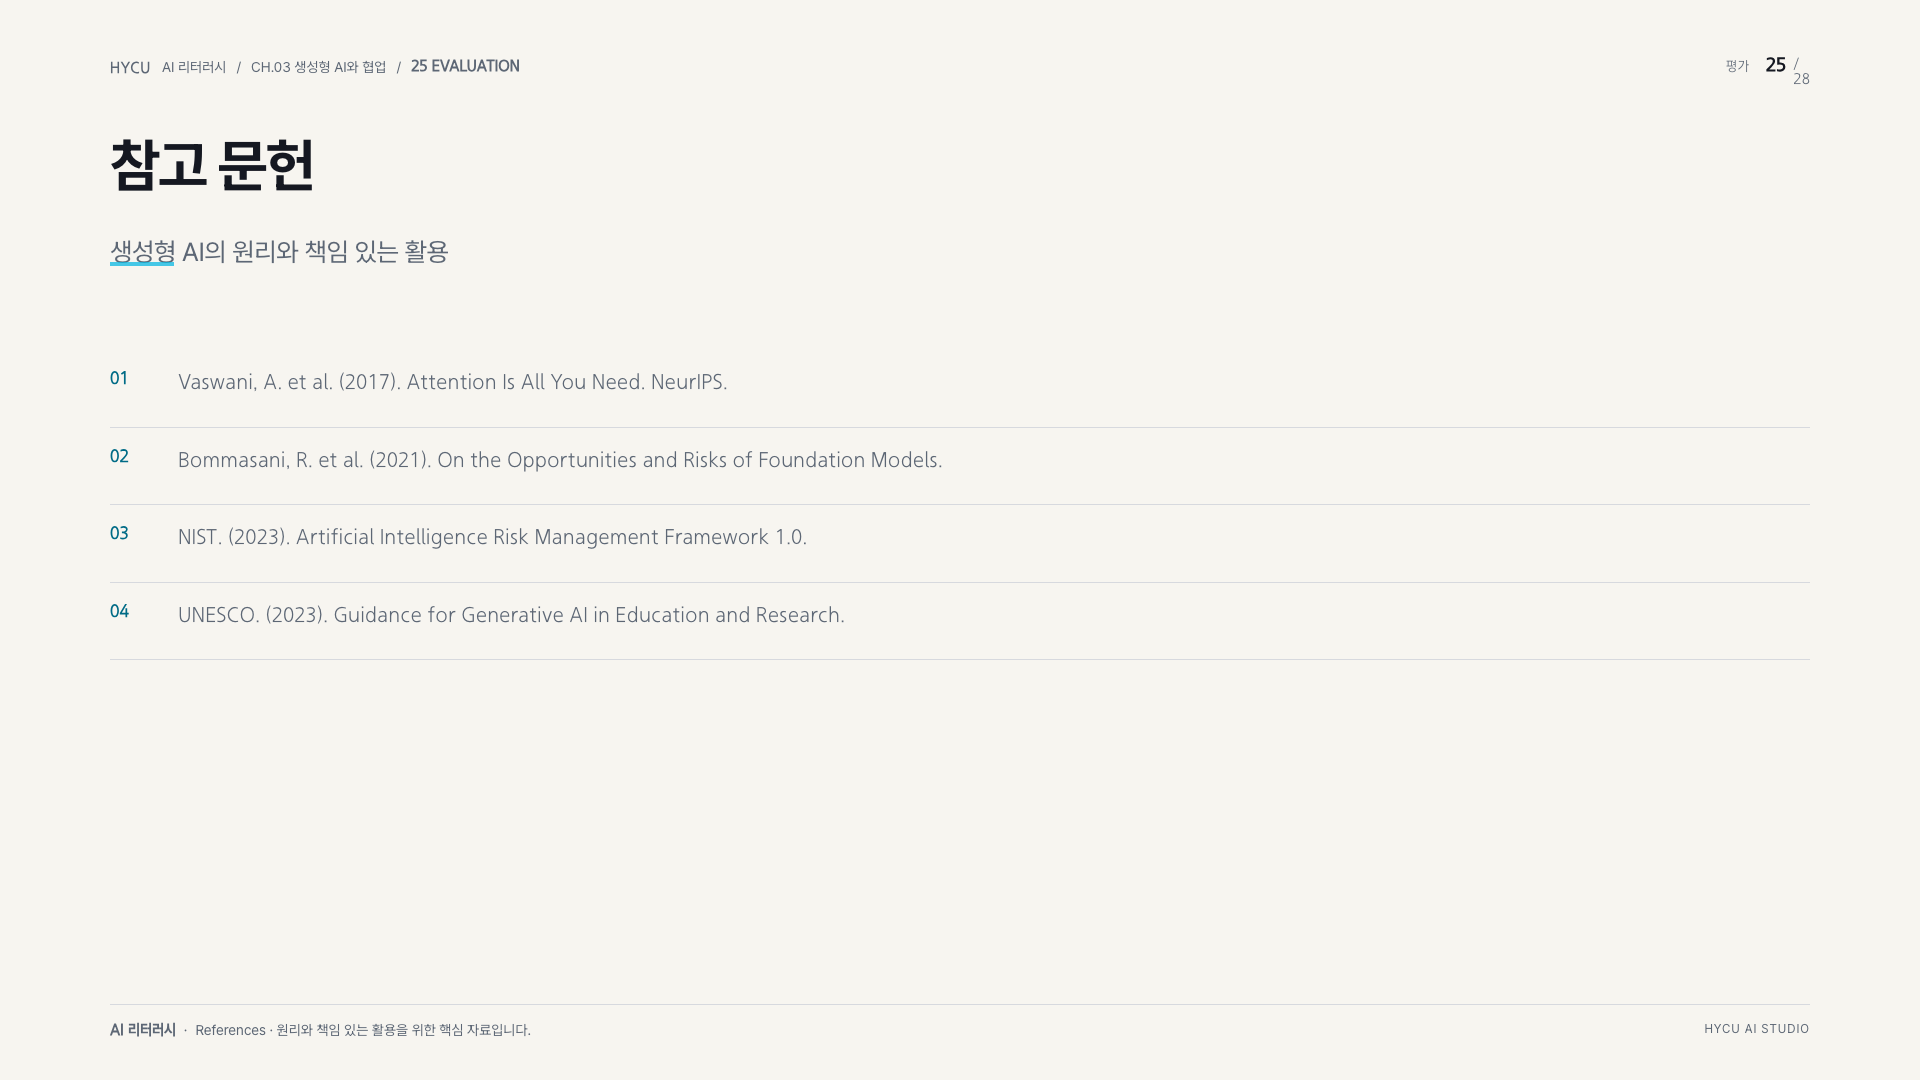 HYCU AI 리터러시 / CH.03 생성형 AI와 협업 / 25 EVALUATION
평가 25 / 28
참고 문헌
생성형 AI의 원리와 책임 있는 활용
01 Vaswani, A. et al. (2017). Attention Is All You Need. NeurIPS.
02 Bommasani, R. et al. (2021). On the Opportunities and Risks of Foundation Models.
03 NIST. (2023). Artificial Intelligence Risk Management Framework 1.0.
04 UNESCO. (2023). Guidance for Generative AI in Education and Research.
AI 리터러시 · References · 원리와 책임 있는 활용을 위한 핵심 자료입니다.
HYCU AI STUDIO